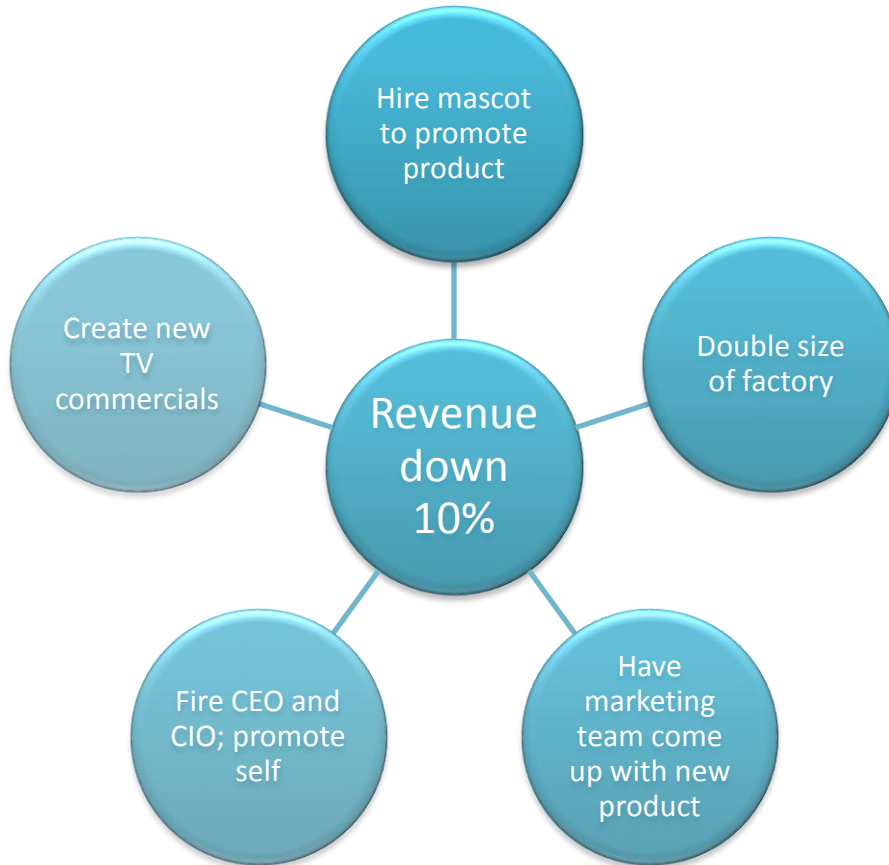 Hire mascot
to promote
product
Create new
TV
commercials
Double size
of factory
Revenue
down
10%
Fire CEO and
CIO; promote
self
Have
marketing
team come
up with new
product